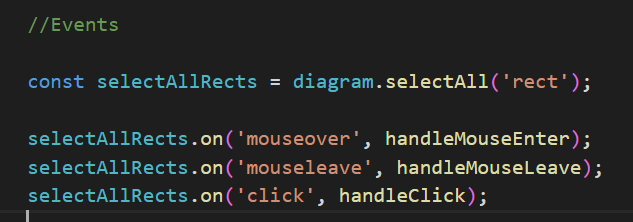 //Events
const selectAllRects = diagram.selectAll('rect');
selectAllRects.on('mouseover', handleMouseEnter);
selectAllRects.on('mouseleave', handleMouseLeave);
selectAllRects.on('click', handleClick);